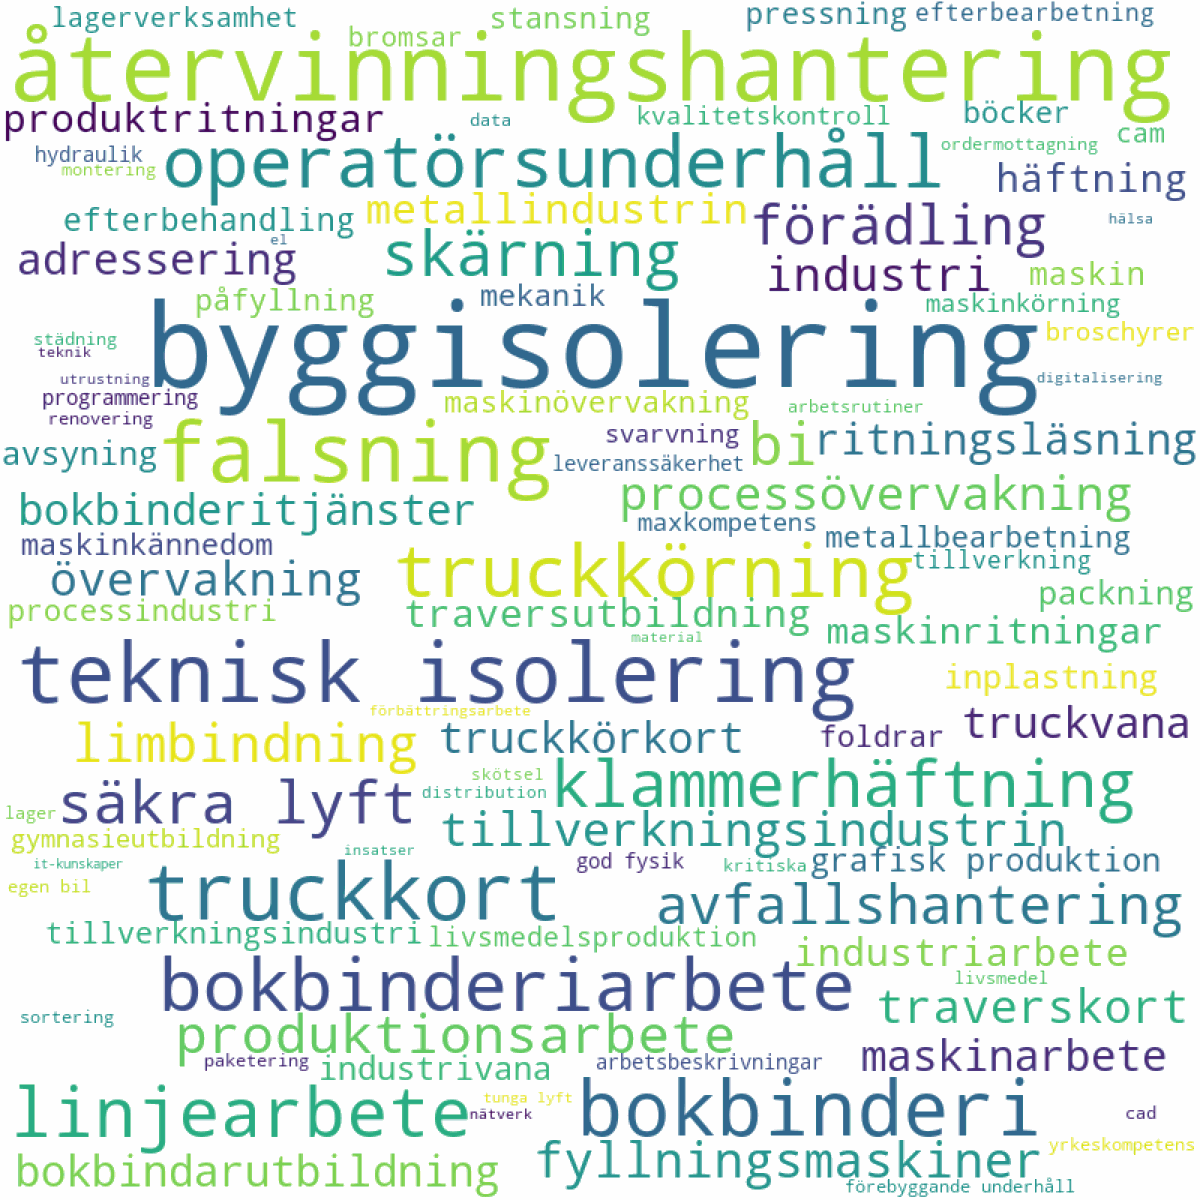 lagerverksamhet
stansning
pressning
efterbearbetning
bromsar
återvinningshantering
produktritningar
data
kvalitetskontroll
böcker
cam
hydraulik
montering
operatörsunderhåll
ordermottagning
häftning
efterbehandling
metallindustrin
förädling
hälsa
el
adressering
skärning
industri
maskin
påfyllning
mekanik
maskinkörning
städning
teknik
byggisolering
broschyrer
utrustning
programmering
renovering
digitalisering
maskinövervakning
arbetsrutiner
avsyning
falsning
svarvning
leveranssäkerhet
bi
ritningsläsning
bokbinderitjänster
processövervakning
maxkompetens
metallbearbetning
maskinkännedom
övervakning
truckkörning
tillverkning
packning
processindustri
traversutbildning
material
maskinritningar
teknisk isolering
inplastning
förbättringsarbete
limbindning
truckkörkort
foldrar
truckvana
skötsel
distribution
klammerhäftning
säkra lyft
lager
gymnasieutbildning
tillverkningsindustrin
insatser
it-kunskaper
god fysik
kritiska
grafisk produktion
egen bil
truckkort
avfallshantering
tillverkningsindustri
livsmedelsproduktion
industriarbete
livsmedel
bokbinderiarbete
traverskort
sortering
produktionsarbete
paketering
industrivana
arbetsbeskrivningar
maskinarbete
linjearbete
tunga lyft
nätverk
bokbinderi
cad
yrkeskompetens
bokbindarutbildning
fyllningsmaskiner
förebyggande underhåll